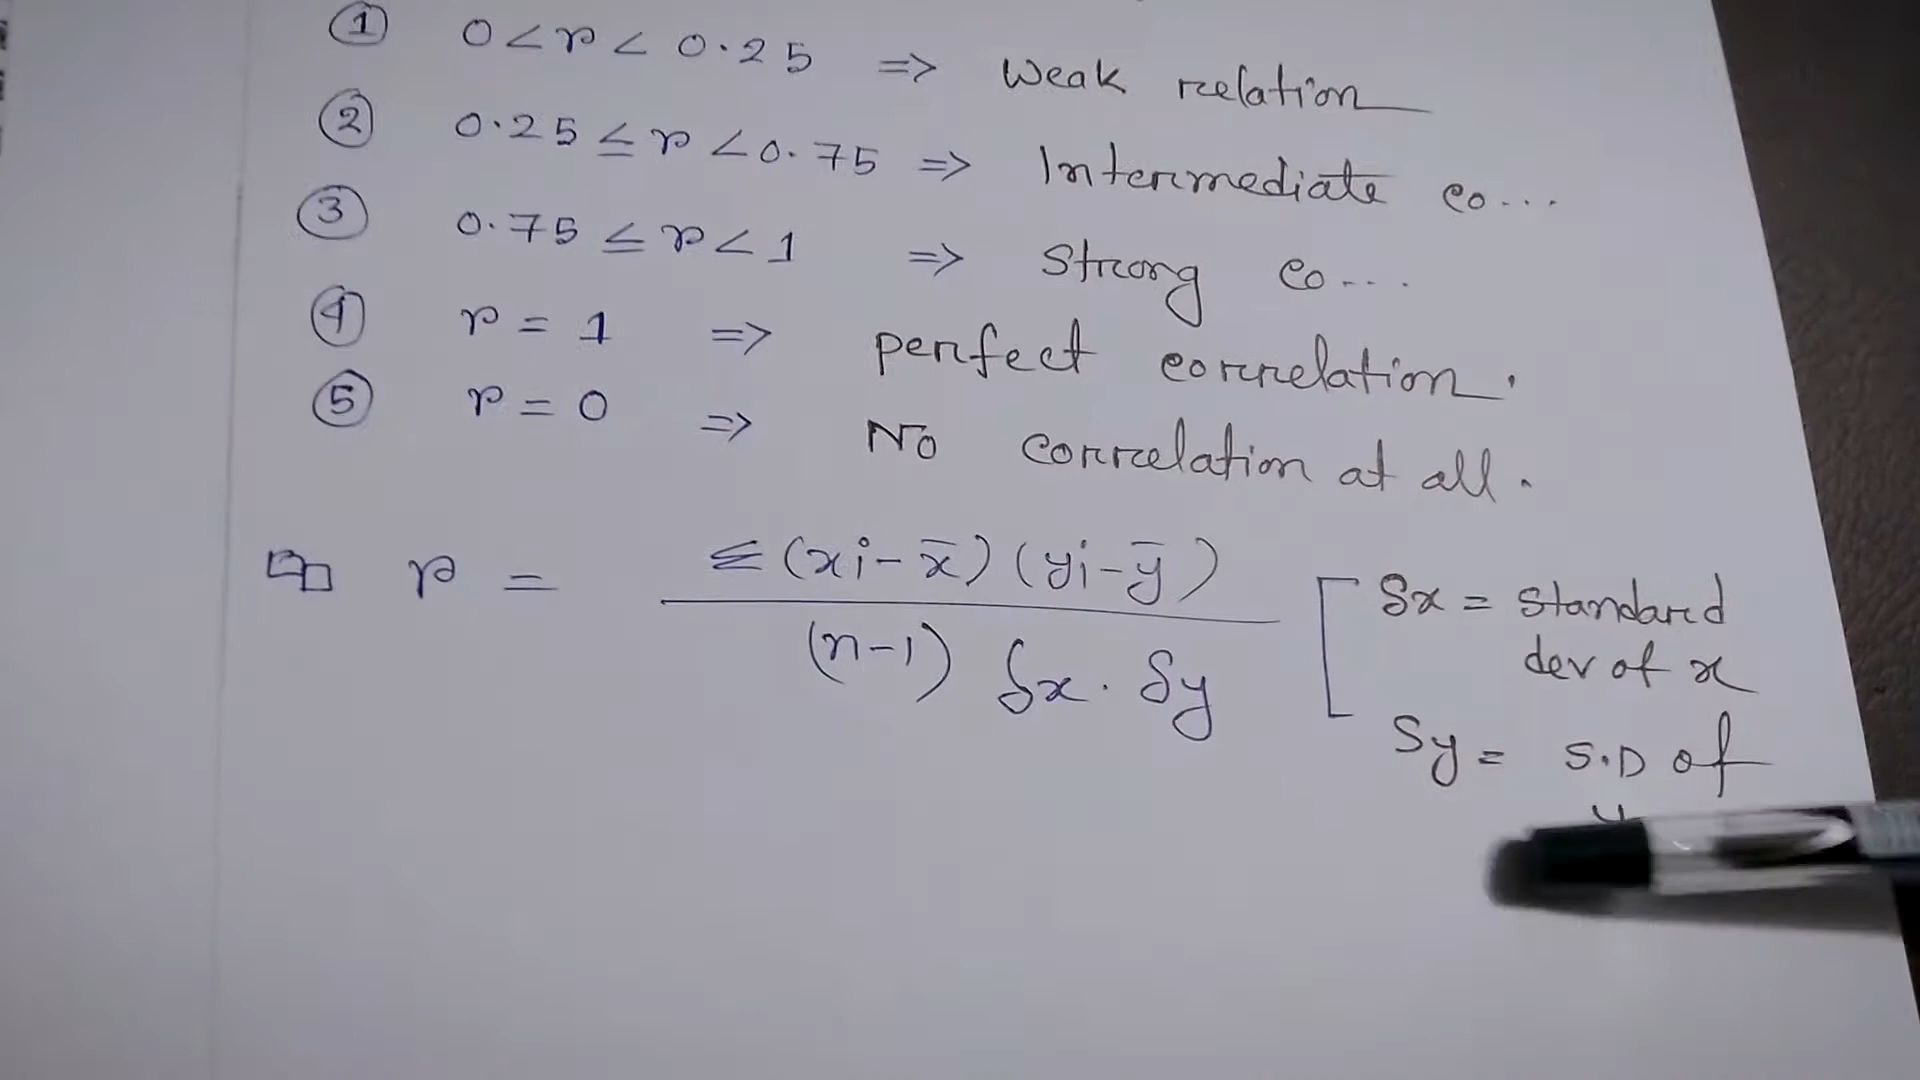 ① 0 < r < 0.25 => Weak relation
② 0.25 ≤ r < 0.75 => Intermediate co...
③ 0.75 ≤ r < 1 => Strong co...
④ r = 1 => perfect correlation.
⑤ r = 0 => No correlation at all.
r = Σ(xi-x̄)(yi-ȳ) / (n-1) Sx. Sy
[ Sx = standard
dev of x
Sy = S.D of
y